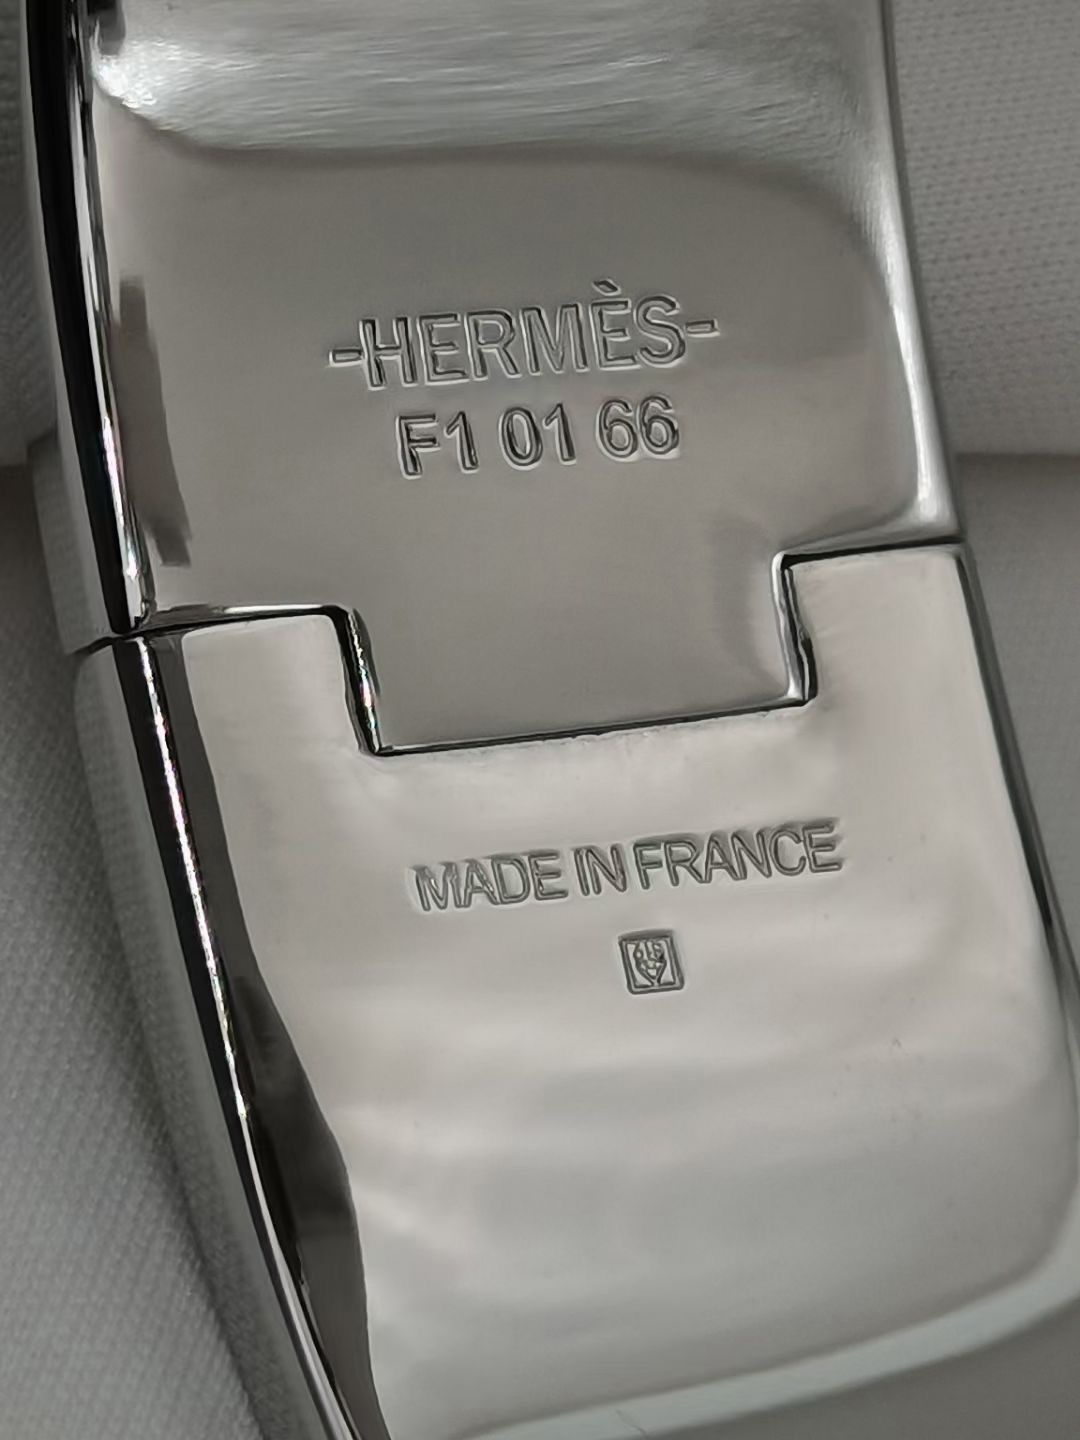 -HERMÈS-
F1 01 66
MADE IN FRANCE